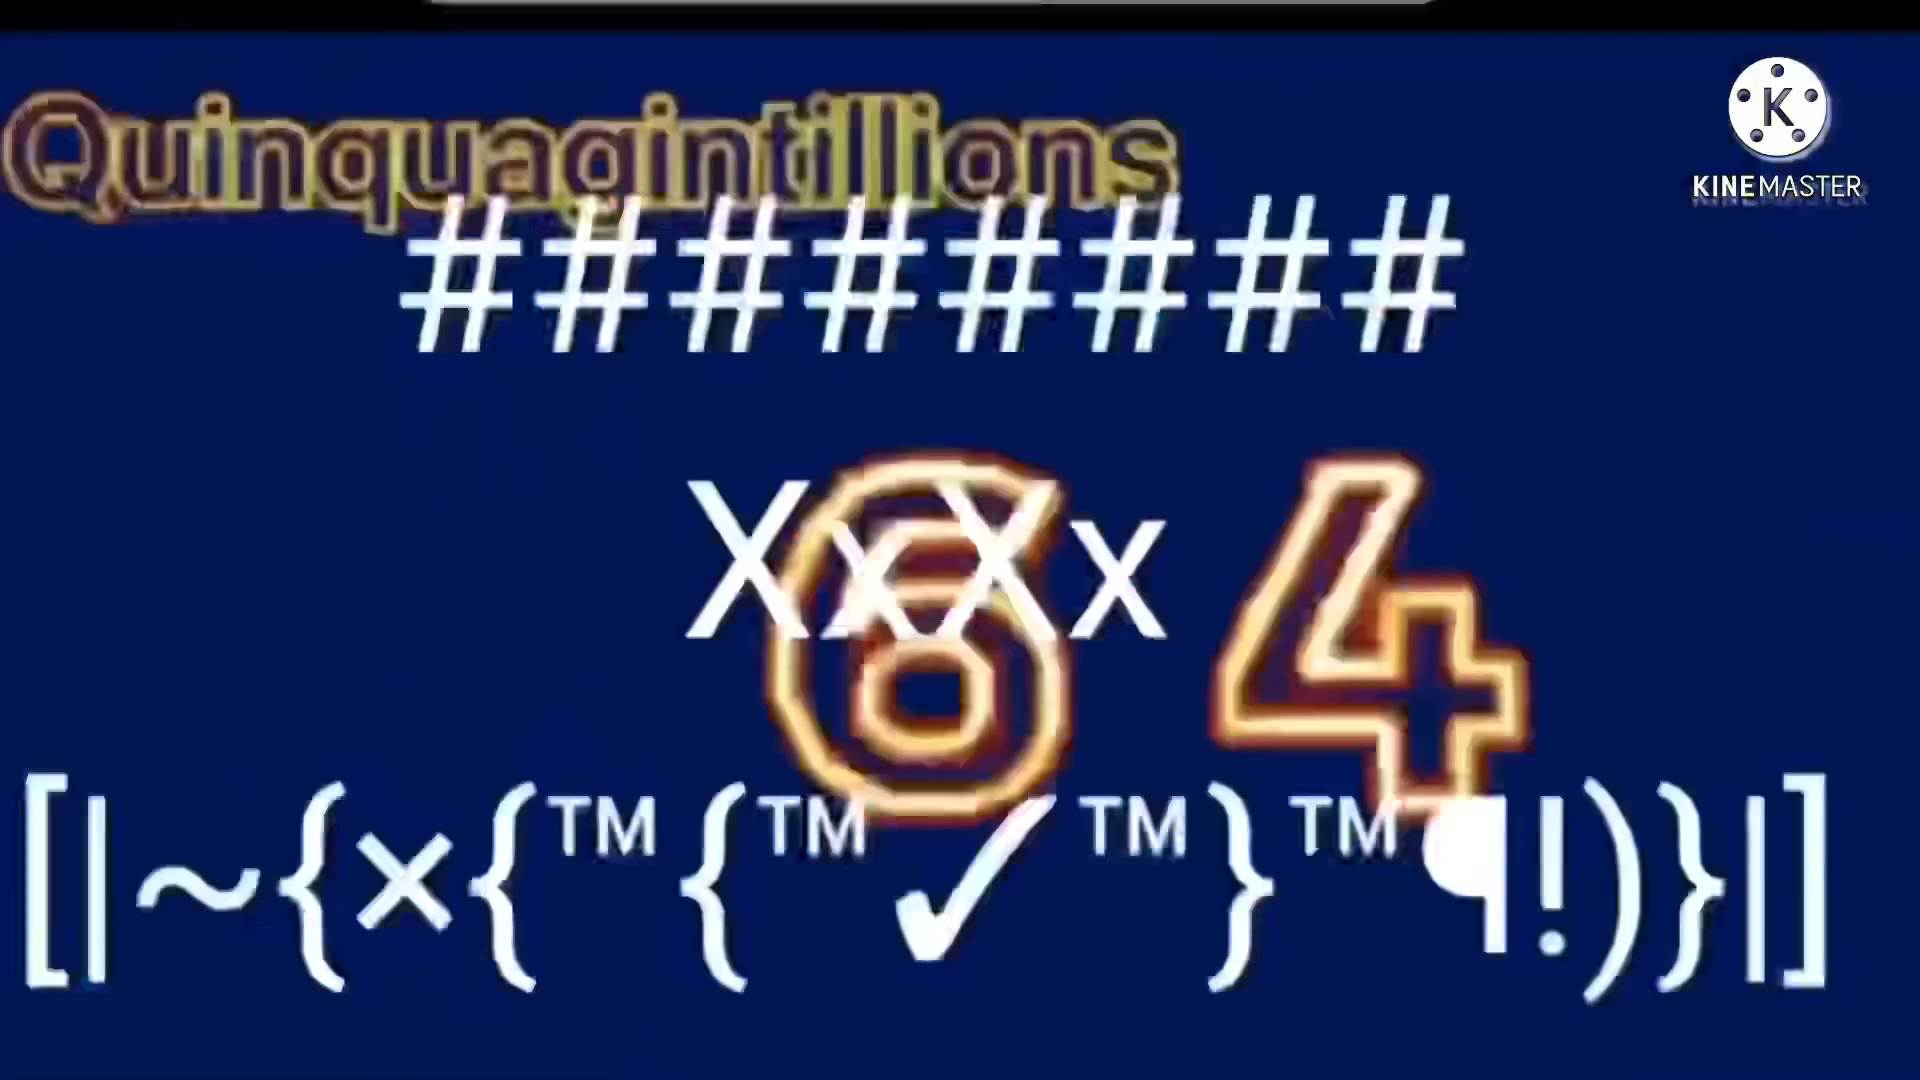 Quinquagintillions
K
KINEMASTER
########
XxXx
64
[|~{×{™{™✓™}™¶!)}|]